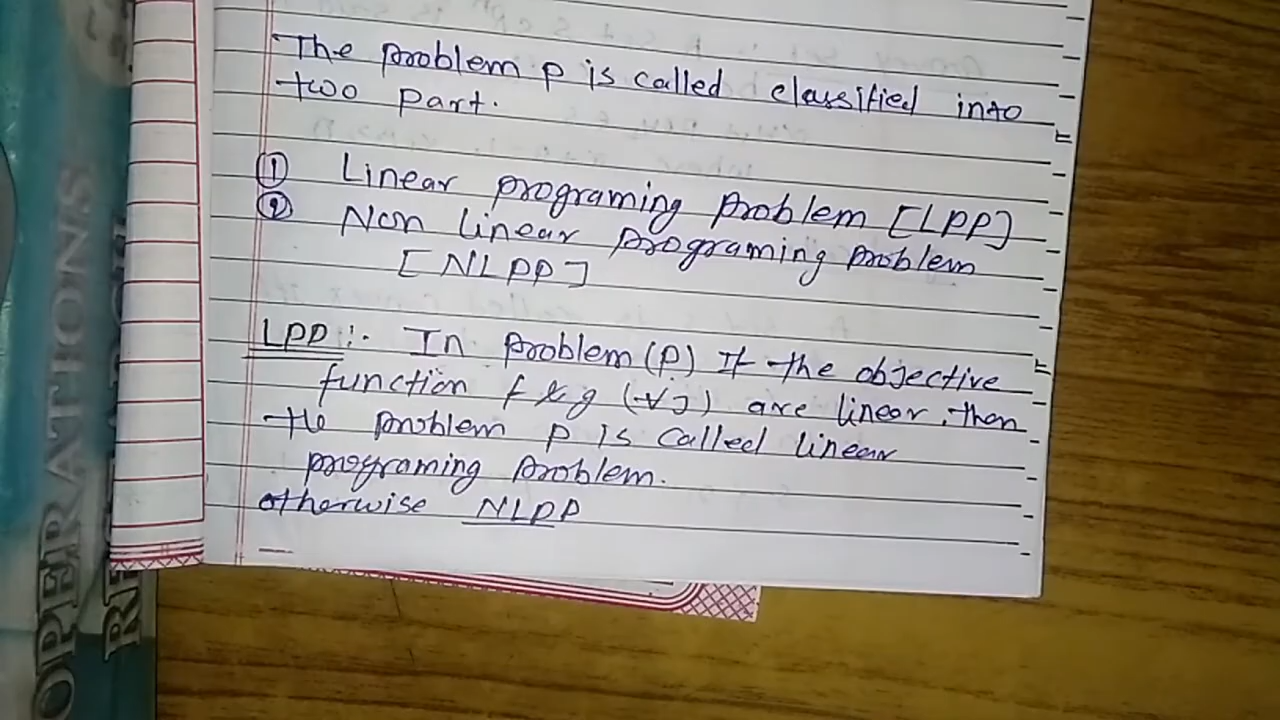 The problem p is called classified into
two part.
① Linear programing problem [LPP]
② Non linear programing problem
[NLPP]
LPP :- In problem (p) If the objective
function f & g (∀j) are linear, then
the problem p is called linear
programing problem.
otherwise NLPP
OPERATIONS